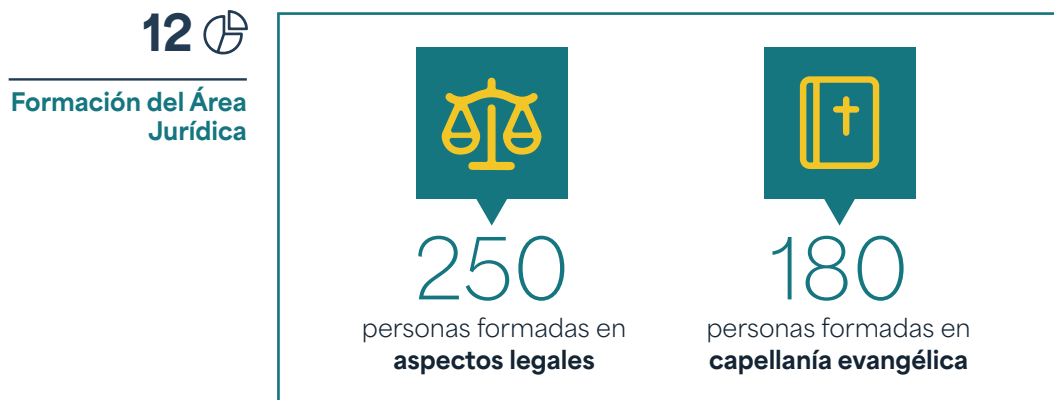 12
Formación del Área
Jurídica
250
personas formadas en
aspectos legales
180
personas formadas en
capellanía evangélica